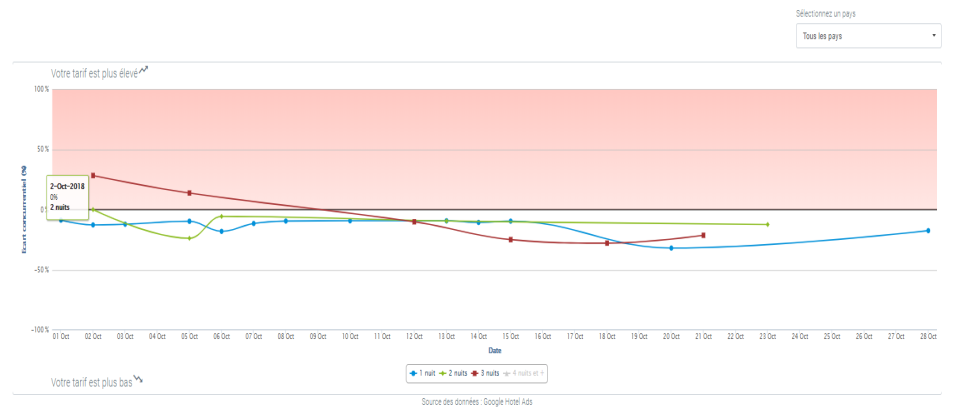 Sélectionnez un pays
Tous les pays
Votre tarif est plus élevé
100 %
50 %
2-Oct-2018
0%
2 nuits
0
Ecart concurrentiel (%)
-50 %
-100 %
01 Oct 02 Oct 03 Oct 04 Oct 05 Oct 06 Oct 07 Oct 08 Oct 09 Oct 10 Oct 11 Oct 12 Oct 13 Oct 14 Oct 15 Oct 16 Oct 17 Oct 18 Oct 19 Oct 20 Oct 21 Oct 22 Oct 23 Oct 24 Oct 25 Oct 26 Oct 27 Oct 28 Oct
Date
1 nuit 2 nuits 3 nuits 4 nuits et +
Votre tarif est plus bas
Source des données : Google Hotel Ads